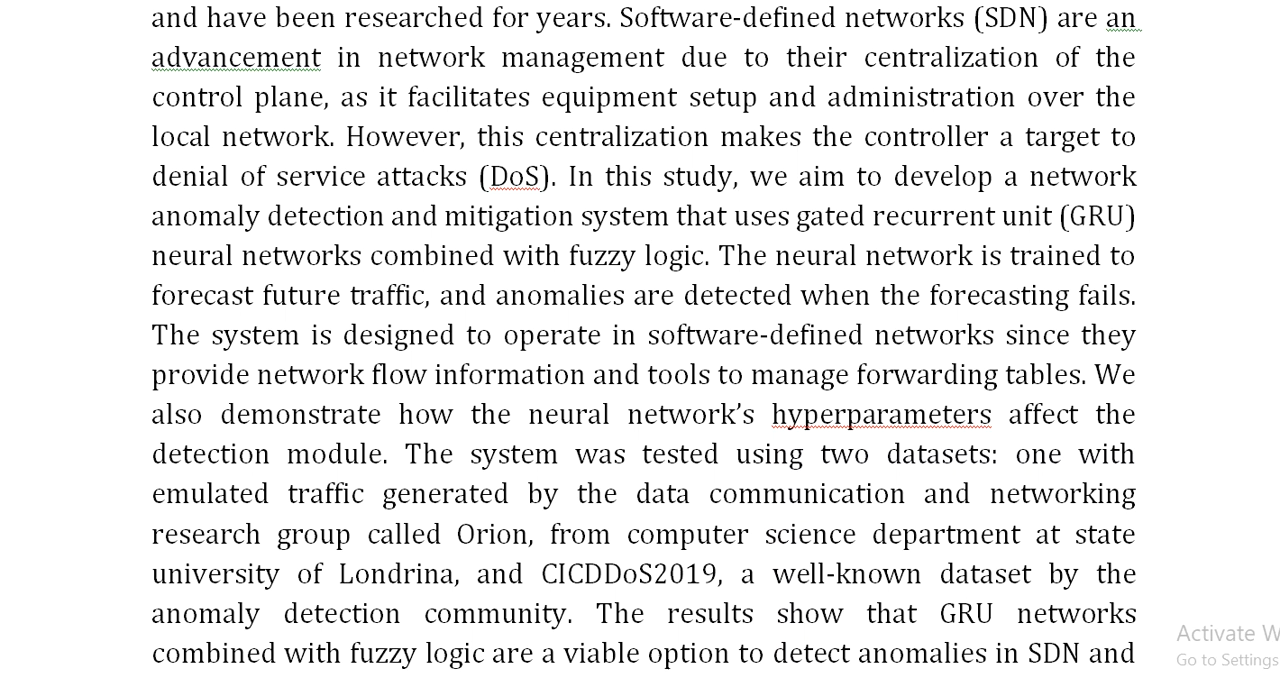 and have been researched for years. Software-defined networks (SDN) are an
advancement in network management due to their centralization of the
control plane, as it facilitates equipment setup and administration over the
local network. However, this centralization makes the controller a target to
denial of service attacks (DoS). In this study, we aim to develop a network
anomaly detection and mitigation system that uses gated recurrent unit (GRU)
neural networks combined with fuzzy logic. The neural network is trained to
forecast future traffic, and anomalies are detected when the forecasting fails.
The system is designed to operate in software-defined networks since they
provide network flow information and tools to manage forwarding tables. We
also demonstrate how the neural network’s hyperparameters affect the
detection module. The system was tested using two datasets: one with
emulated traffic generated by the data communication and networking
research group called Orion, from computer science department at state
university of Londrina, and CICDDoS2019, a well-known dataset by the
anomaly detection community. The results show that GRU networks
combined with fuzzy logic are a viable option to detect anomalies in SDN and
Activate W
Go to Settings